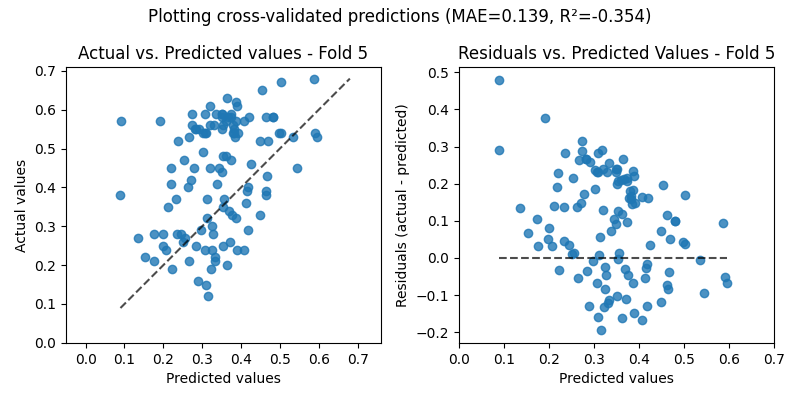 Plotting cross-validated predictions (MAE=0.139, R²=-0.354)
Actual vs. Predicted values - Fold 5
Actual values
0.7
0.6
0.5
0.4
0.3
0.2
0.1
0.0
0.0 0.1 0.2 0.3 0.4 0.5 0.6 0.7
Predicted values
Residuals vs. Predicted Values - Fold 5
Residuals (actual - predicted)
0.5
0.4
0.3
0.2
0.1
0.0
−0.1
−0.2
0.0 0.1 0.2 0.3 0.4 0.5 0.6 0.7
Predicted values